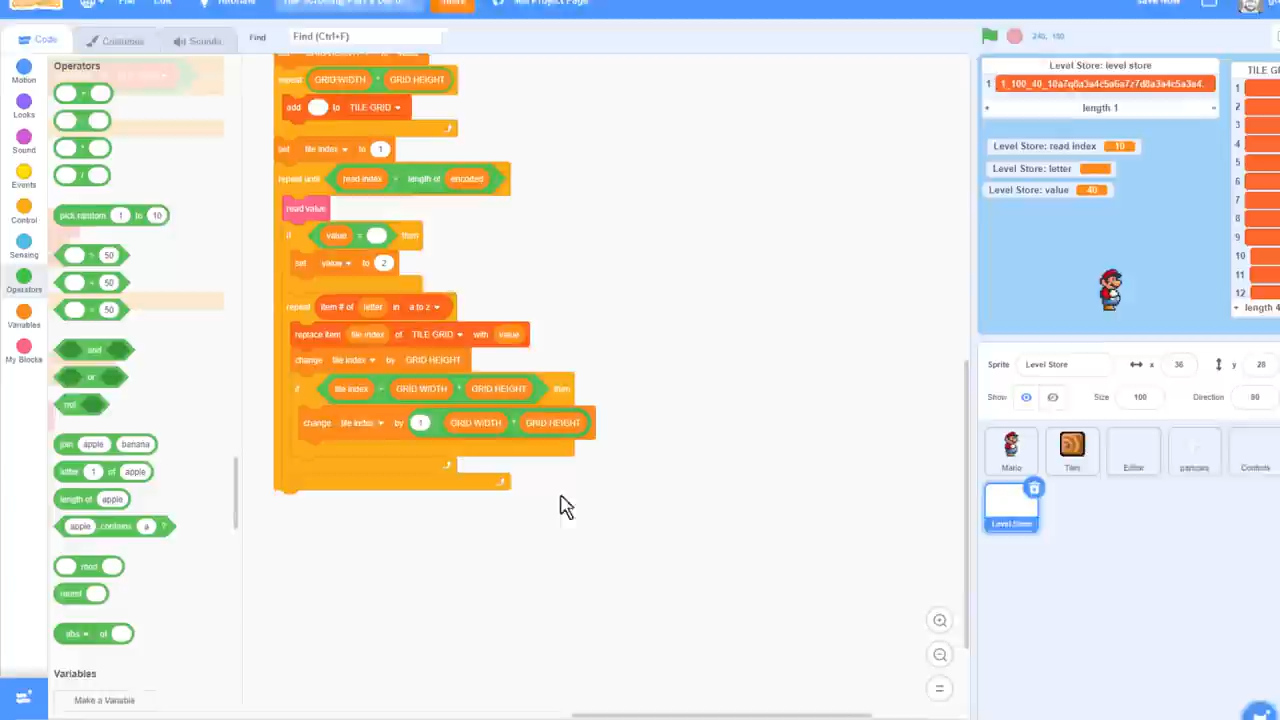 Code
Costumes
Sounds
Find
Find (Ctrl+F)
240, 180
Motion
Looks
Sound
Events
Control
Sensing
Operators
Variables
My Blocks
Operators
pick random 1 to 10
50
50
= 50
and
or
not
join apple banana
letter 1 of apple
length of apple
apple contains a ?
mod
round
abs of
Variables
Make a Variable
repeat GRID WIDTH * GRID HEIGHT
add to TILE GRID
set tile index to 1
repeat until read index length of encoded
read value
if value = then
set value to 2
repeat item # of letter in a to z
replace item tile index of TILE GRID with value
change tile index by GRID HEIGHT
if tile index GRID WIDTH * GRID HEIGHT then
change tile index by 1 GRID WIDTH * GRID HEIGHT
Level Store: level store
1
length 1
Level Store: read index 10
Level Store: letter
Level Store: value 40
1
2
3
4
5
6
7
8
9
10
11
12
+ length 4
Sprite Level Store x 36 y 28
Show Size 100 Direction 90
Mario
Tiles
Editor
Level Store